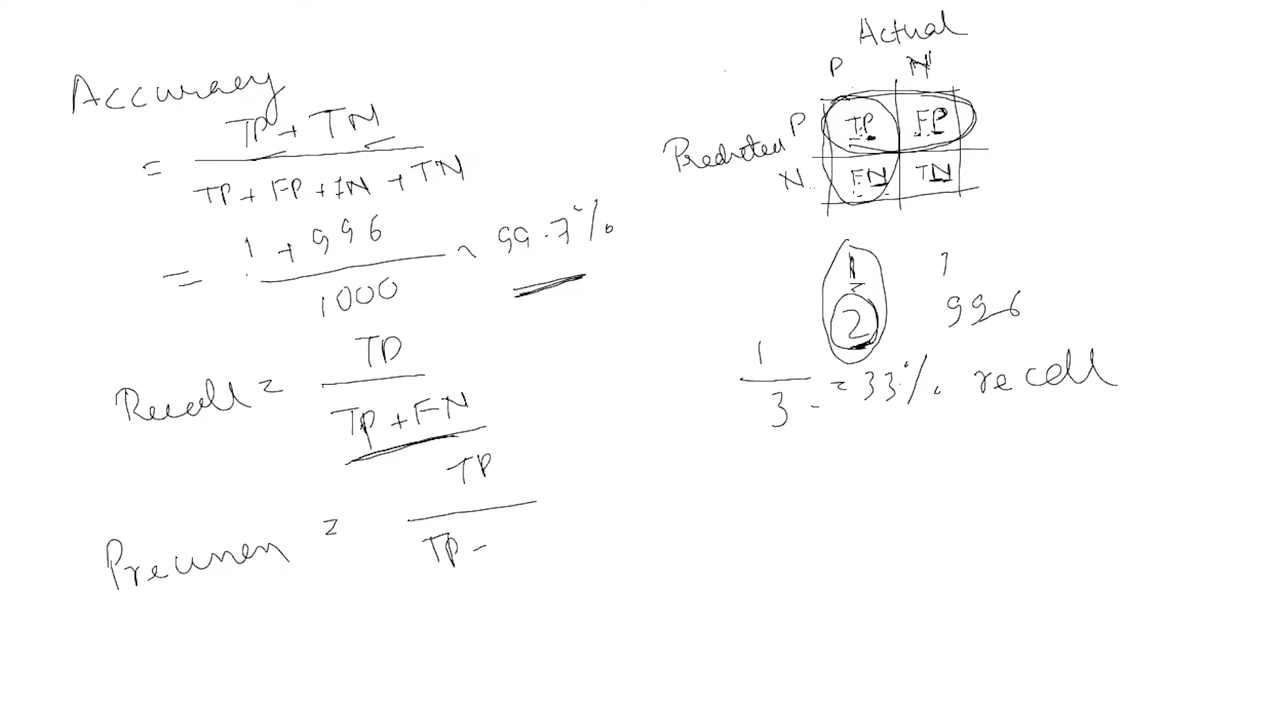 Accuracy
= TP + TN
TP + FP + FN + TN
= 1 + 996
1000
~ 99.7%
Recall = TP
TP + FN
Precision = TP
TP -
Actual
P N
Predicted P TP FP
N FN TN
1 1
2 996
1
3 = 33% recall